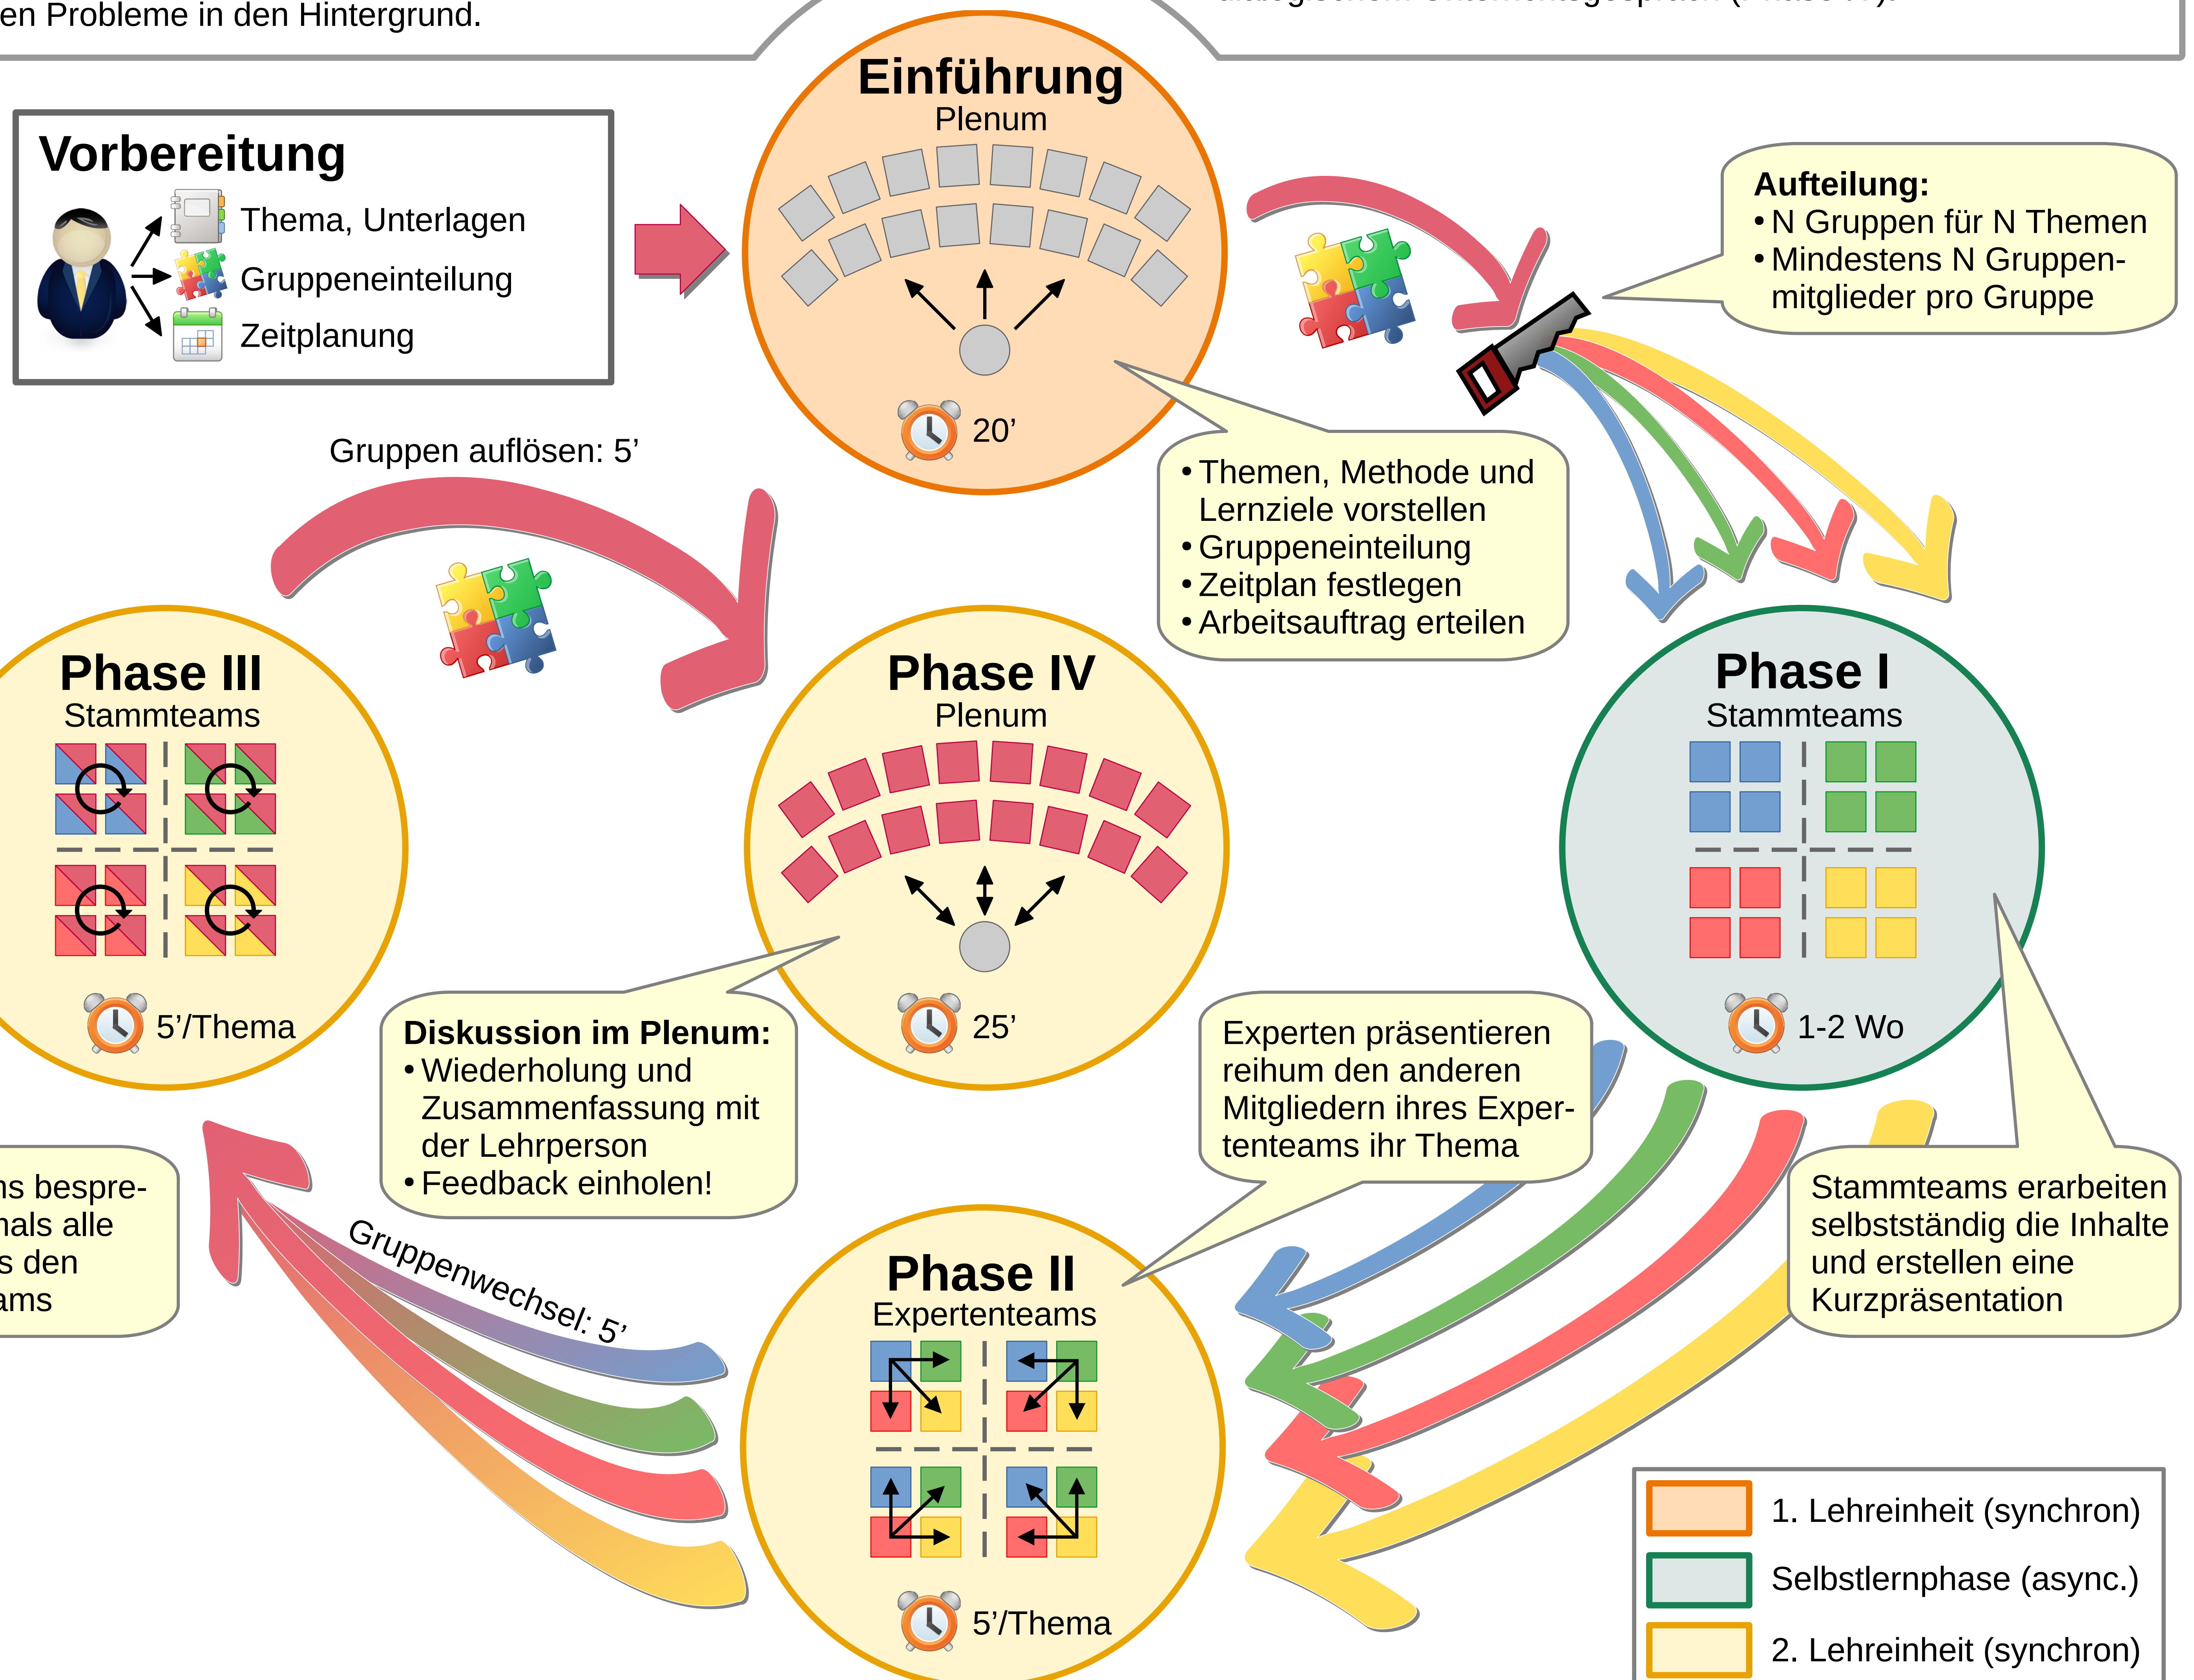 en Probleme in den Hintergrund.
Einführung
Plenum
20’
Vorbereitung
Thema, Unterlagen
Gruppeneinteilung
Zeitplanung
Aufteilung:
• N Gruppen für N Themen
• Mindestens N Gruppen-
mitglieder pro Gruppe
• Themen, Methode und
Lernziele vorstellen
• Gruppeneinteilung
• Zeitplan festlegen
• Arbeitsauftrag erteilen
Gruppen auflösen: 5’
Phase III
Stammteams
5’/Thema
Phase IV
Plenum
25’
Phase I
Stammteams
1-2 Wo
Diskussion im Plenum:
• Wiederholung und
Zusammenfassung mit
der Lehrperson
• Feedback einholen!
Experten präsentieren
reihum den anderen
Mitgliedern ihres Exper-
tenteams ihr Thema
Stammteams erarbeiten
selbstständig die Inhalte
und erstellen eine
Kurzpräsentation
ns bespre-
mals alle
s den
ams
Gruppenwechsel: 5’
Phase II
Expertenteams
5’/Thema
1. Lehreinheit (synchron)
Selbstlernphase (async.)
2. Lehreinheit (synchron)